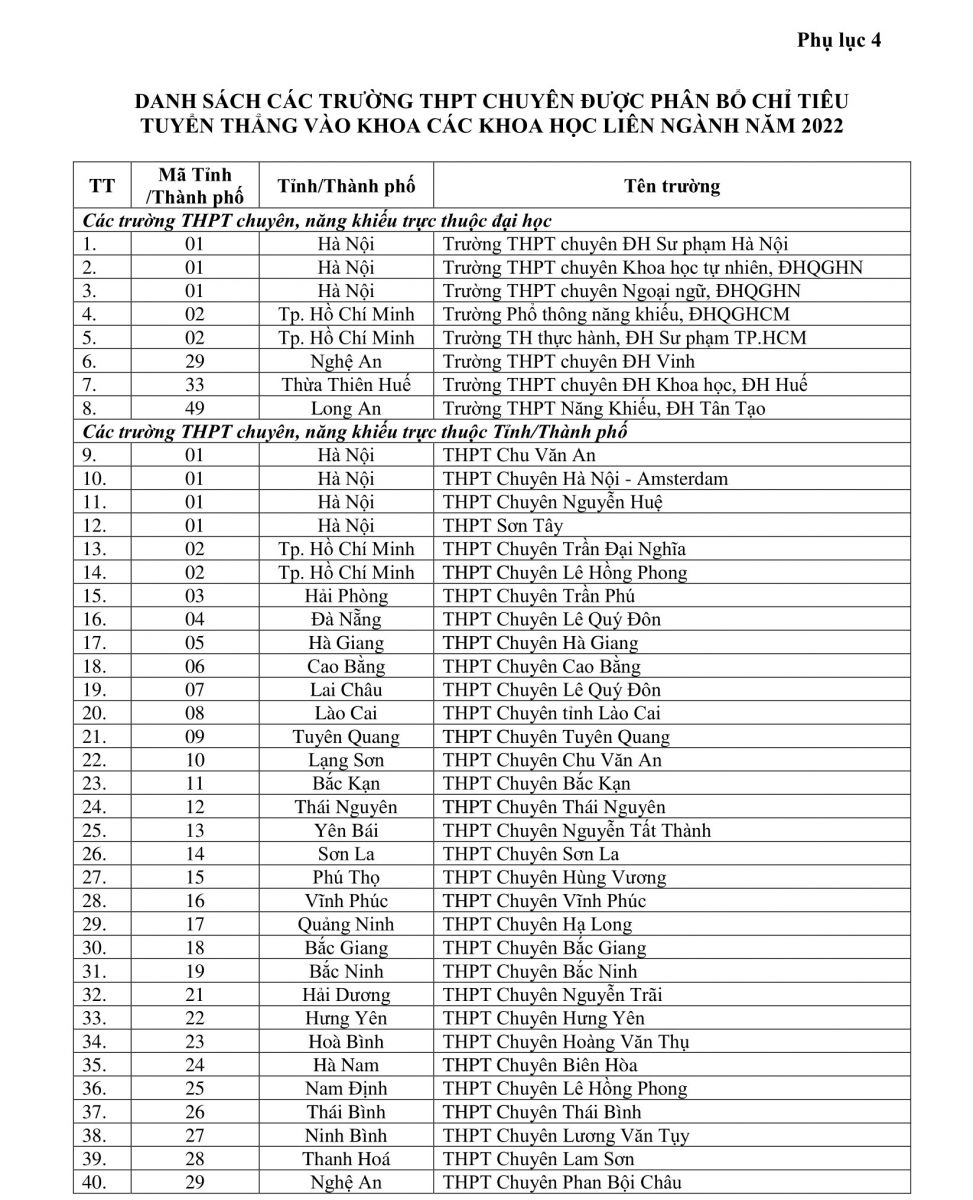 Phụ lục 4
DANH SÁCH CÁC TRƯỜNG THPT CHUYÊN ĐƯỢC PHÂN BỔ CHỈ TIÊU
TUYỂN THẲNG VÀO KHOA CÁC KHOA HỌC LIÊN NGÀNH NĂM 2022
TT Mã Tỉnh /Thành phố Tỉnh/Thành phố Tên trường
Các trường THPT chuyên, năng khiếu trực thuộc đại học
1. 01 Hà Nội Trường THPT chuyên ĐH Sư phạm Hà Nội
2. 01 Hà Nội Trường THPT chuyên Khoa học tự nhiên, ĐHQGHN
3. 01 Hà Nội Trường THPT chuyên Ngoại ngữ, ĐHQGHN
4. 02 Tp. Hồ Chí Minh Trường Phổ thông năng khiếu, ĐHQGHCM
5. 02 Tp. Hồ Chí Minh Trường TH thực hành, ĐH Sư phạm TP.HCM
6. 29 Nghệ An Trường THPT chuyên ĐH Vinh
7. 33 Thừa Thiên Huế Trường THPT chuyên ĐH Khoa học, ĐH Huế
8. 49 Long An Trường THPT Năng Khiếu, ĐH Tân Tạo
Các trường THPT chuyên, năng khiếu trực thuộc Tỉnh/Thành phố
9. 01 Hà Nội THPT Chu Văn An
10. 01 Hà Nội THPT Chuyên Hà Nội - Amsterdam
11. 01 Hà Nội THPT Chuyên Nguyễn Huệ
12. 01 Hà Nội THPT Sơn Tây
13. 02 Tp. Hồ Chí Minh THPT Chuyên Trần Đại Nghĩa
14. 02 Tp. Hồ Chí Minh THPT Chuyên Lê Hồng Phong
15. 03 Hải Phòng THPT Chuyên Trần Phú
16. 04 Đà Nẵng THPT Chuyên Lê Quý Đôn
17. 05 Hà Giang THPT Chuyên Hà Giang
18. 06 Cao Bằng THPT Chuyên Cao Bằng
19. 07 Lai Châu THPT Chuyên Lê Quý Đôn
20. 08 Lào Cai THPT Chuyên tỉnh Lào Cai
21. 09 Tuyên Quang THPT Chuyên Tuyên Quang
22. 10 Lạng Sơn THPT Chuyên Chu Văn An
23. 11 Bắc Kạn THPT Chuyên Bắc Kạn
24. 12 Thái Nguyên THPT Chuyên Thái Nguyên
25. 13 Yên Bái THPT Chuyên Nguyễn Tất Thành
26. 14 Sơn La THPT Chuyên Sơn La
27. 15 Phú Thọ THPT Chuyên Hùng Vương
28. 16 Vĩnh Phúc THPT Chuyên Vĩnh Phúc
29. 17 Quảng Ninh THPT Chuyên Hạ Long
30. 18 Bắc Giang THPT Chuyên Bắc Giang
31. 19 Bắc Ninh THPT Chuyên Bắc Ninh
32. 21 Hải Dương THPT Chuyên Nguyễn Trãi
33. 22 Hưng Yên THPT Chuyên Hưng Yên
34. 23 Hoà Bình THPT Chuyên Hoàng Văn Thụ
35. 24 Hà Nam THPT Chuyên Biên Hòa
36. 25 Nam Định THPT Chuyên Lê Hồng Phong
37. 26 Thái Bình THPT Chuyên Thái Bình
38. 27 Ninh Bình THPT Chuyên Lương Văn Tụy
39. 28 Thanh Hoá THPT Chuyên Lam Sơn
40. 29 Nghệ An THPT Chuyên Phan Bội Châu